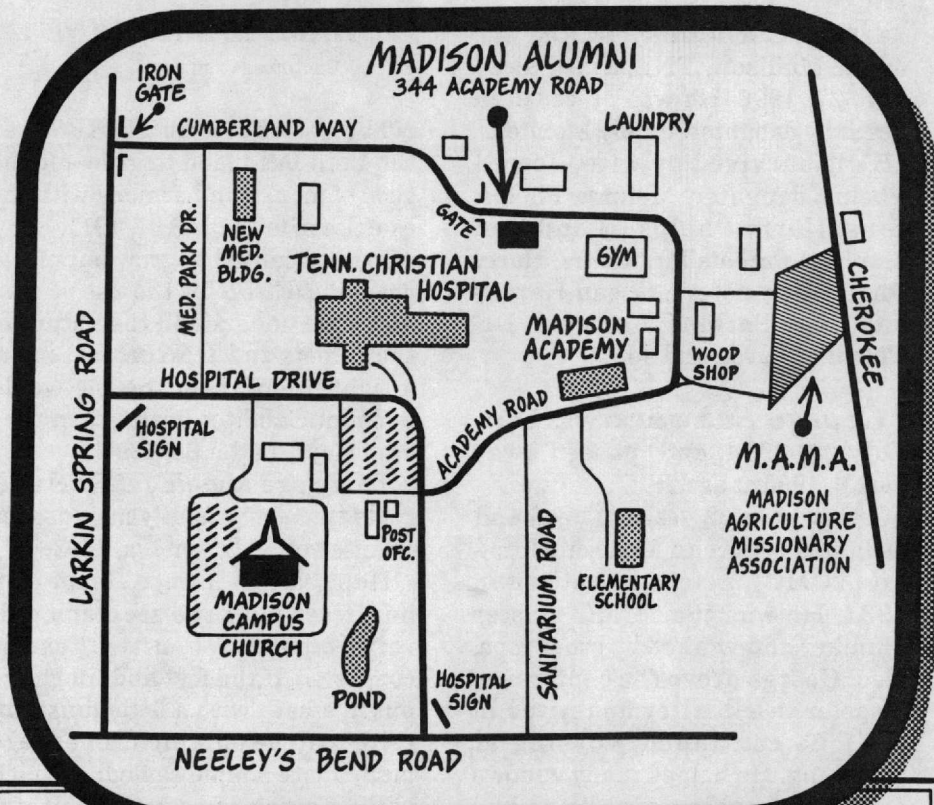 MADISON ALUMNI
344 ACADEMY ROAD
IRON
GATE
CUMBERLAND WAY
LAUNDRY
GATE
GYM
MED. PARK DR.
NEW
MED.
BLDG.
TENN. CHRISTIAN
HOSPITAL
MADISON
ACADEMY
WOOD
SHOP
CHEROKEE
LARKIN SPRING ROAD
HOSPITAL DRIVE
ACADEMY ROAD
HOSPITAL
SIGN
M.A.M.A.
MADISON
AGRICULTURE
MISSIONARY
ASSOCIATION
POST
OFC.
MADISON
CAMPUS
CHURCH
SANITARIUM ROAD
ELEMENTARY
SCHOOL
POND
HOSPITAL
SIGN
NEELEY'S BEND ROAD